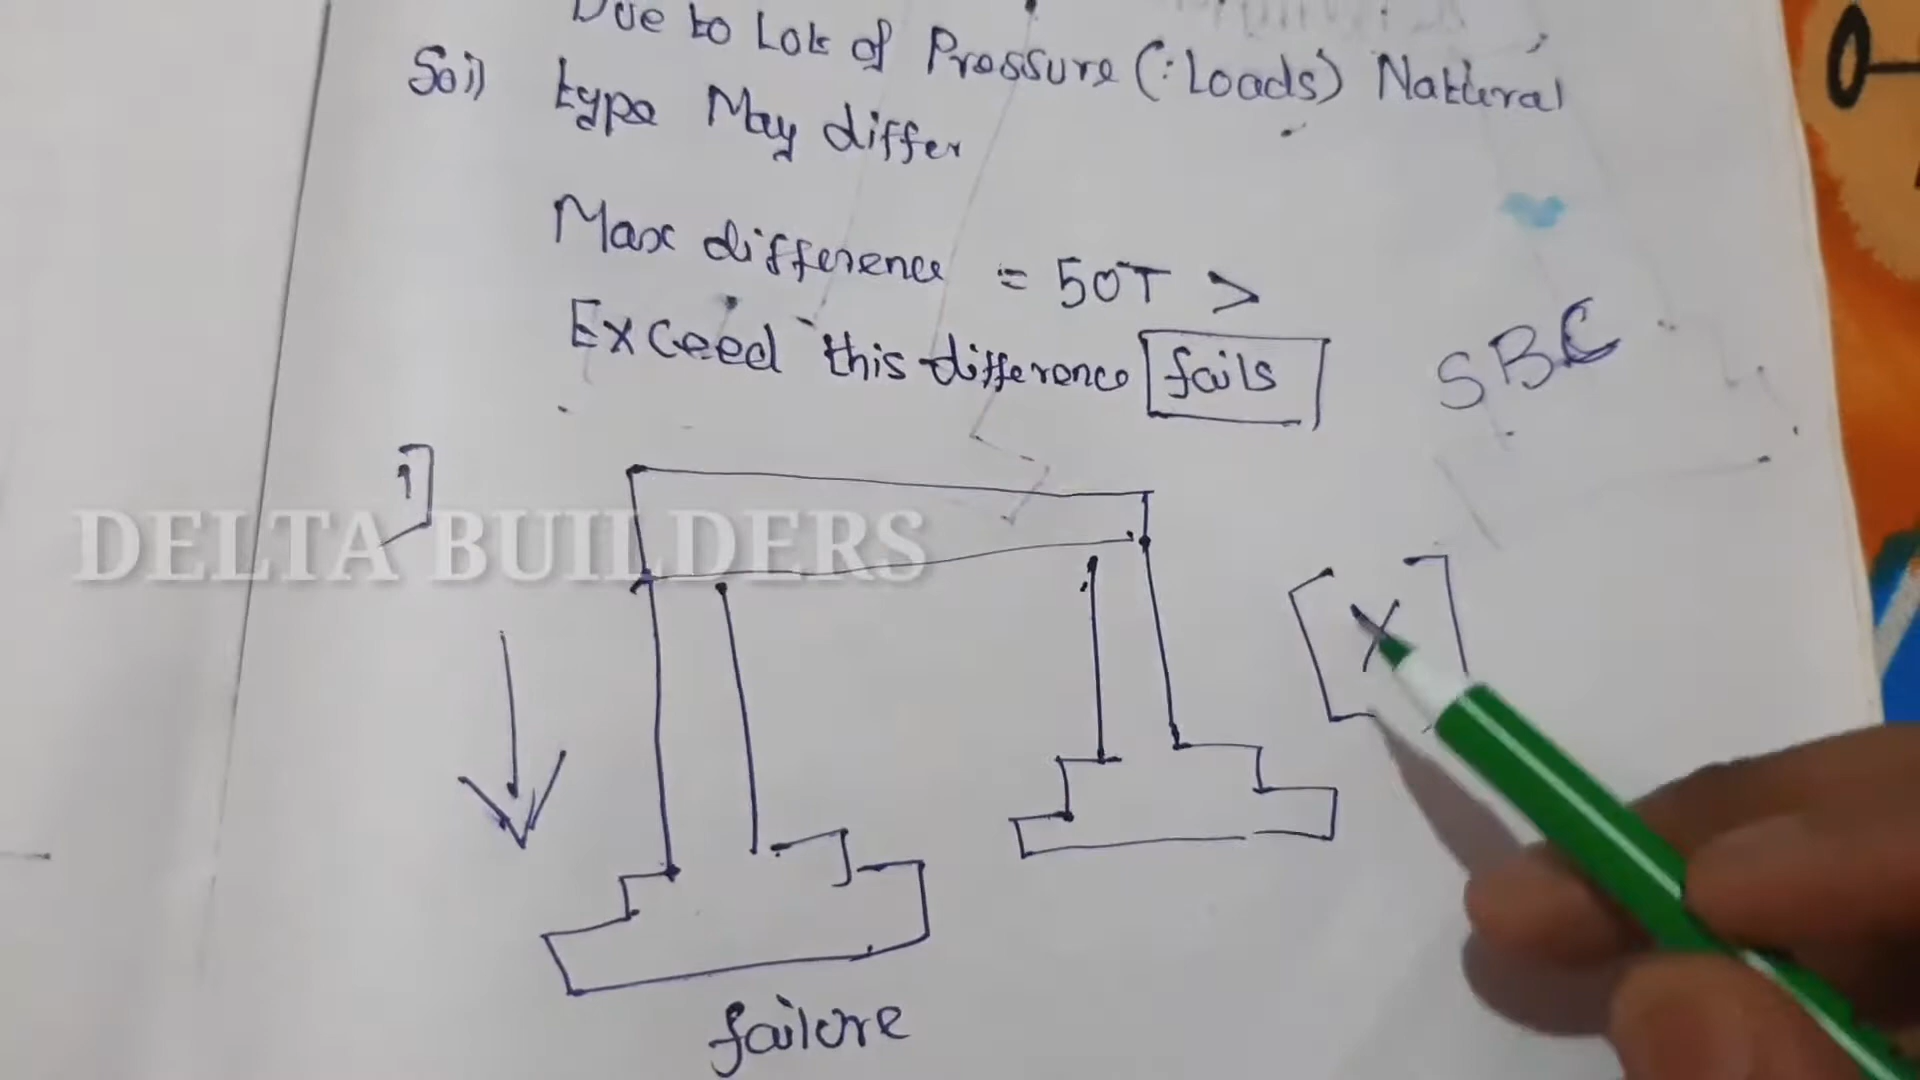 Due to Lot of Pressure (∴ Loads) Natural
Soil type May differ
Max difference = 50T >
Exceed this difference fails
SBC
1]
DELTA BUILDERS
X
failure